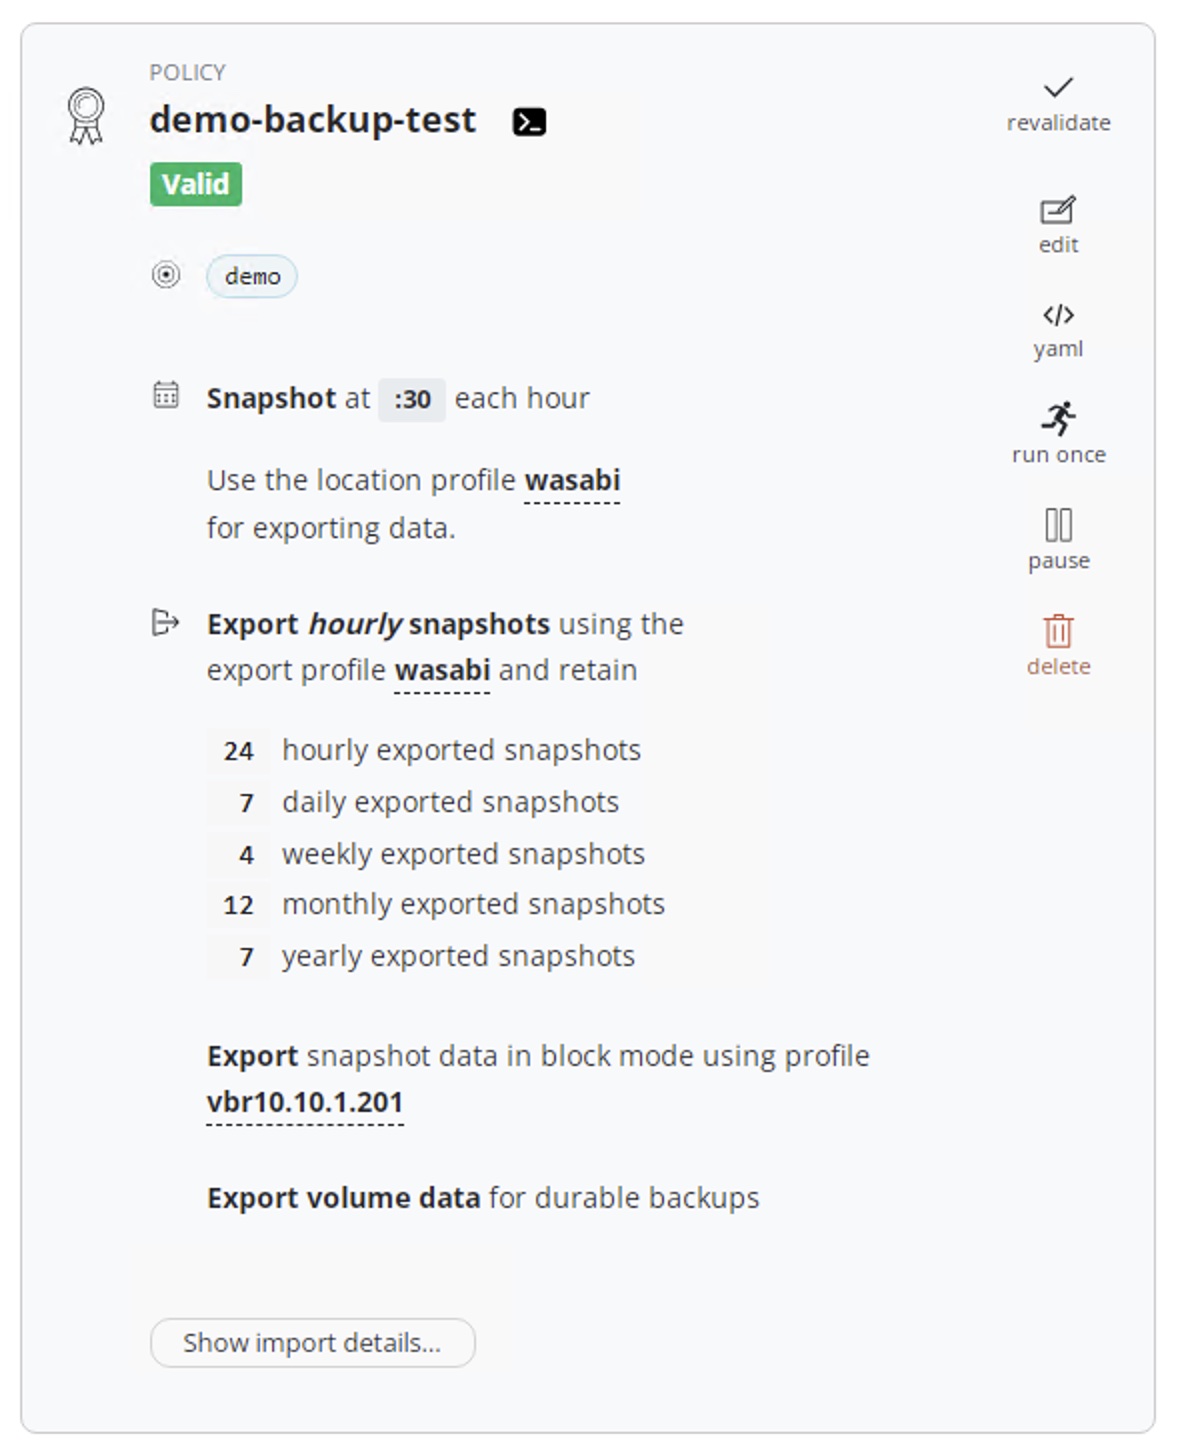 POLICY
demo-backup-test
Valid
demo
Snapshot at :30 each hour
Use the location profile wasabi
for exporting data.
Export hourly snapshots using the
export profile wasabi and retain
24 hourly exported snapshots
7 daily exported snapshots
4 weekly exported snapshots
12 monthly exported snapshots
7 yearly exported snapshots
Export snapshot data in block mode using profile
vbr10.10.1.201
Export volume data for durable backups
Show import details...
revalidate
edit
yaml
run once
pause
delete